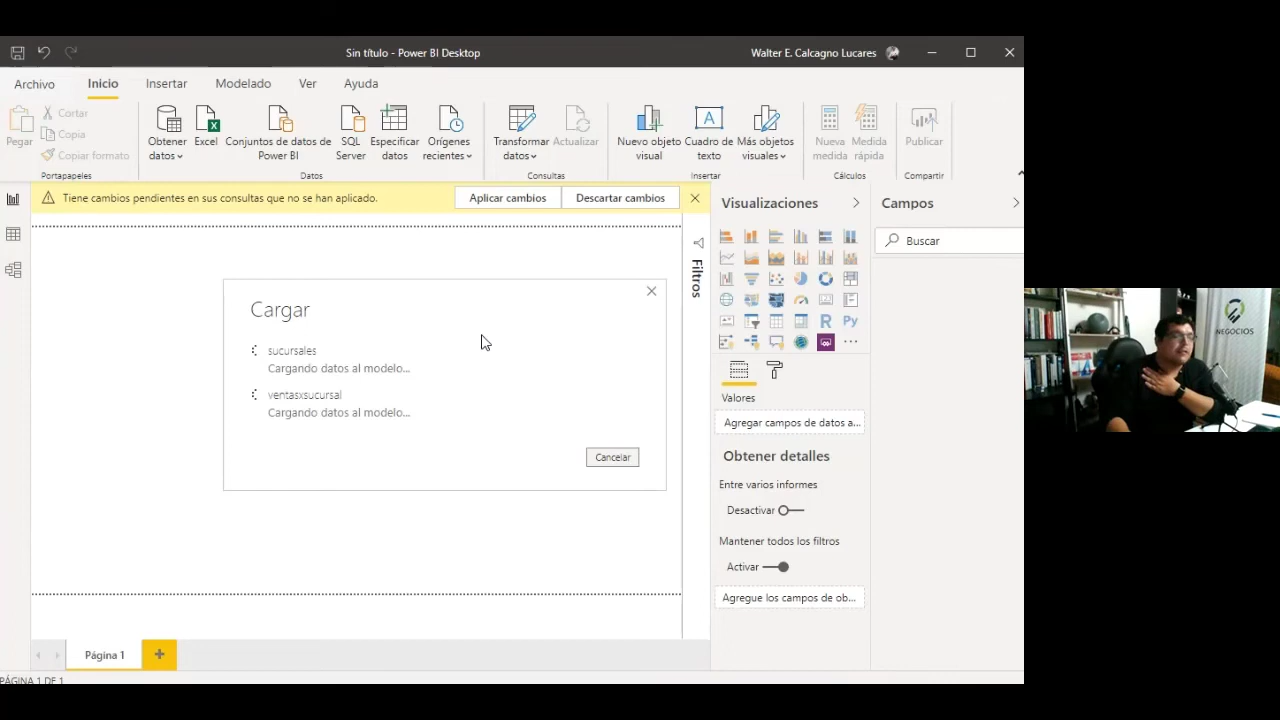 Sin título - Power BI Desktop
Walter E. Calcagno Lucares
Archivo
Inicio
Insertar
Modelado
Ver
Ayuda
Pegar
Cortar
Copia
Copiar formato
Portapapeles
Obtener datos
Excel
Conjuntos de datos de Power BI
SQL Server
Especificar datos
Orígenes recientes
Datos
Transformar datos
Actualizar
Consultas
Nuevo objeto visual
Cuadro de texto
Más objetos visuales
Insertar
Nueva medida
Medida rápida
Cálculos
Publicar
Compartir
Tiene cambios pendientes en sus consultas que no se han aplicado.
Aplicar cambios
Descartar cambios
Filtros
Cargar
sucursales
Cargando datos al modelo...
ventasxsucursal
Cargando datos al modelo...
Cancelar
Visualizaciones
R
Py
Valores
Agregar campos de datos a...
Obtener detalles
Entre varios informes
Desactivar
Mantener todos los filtros
Activar
Agregue los campos de ob...
Campos
Buscar
Página 1
PÁGINA 1 DE 1
NEGOCIOS